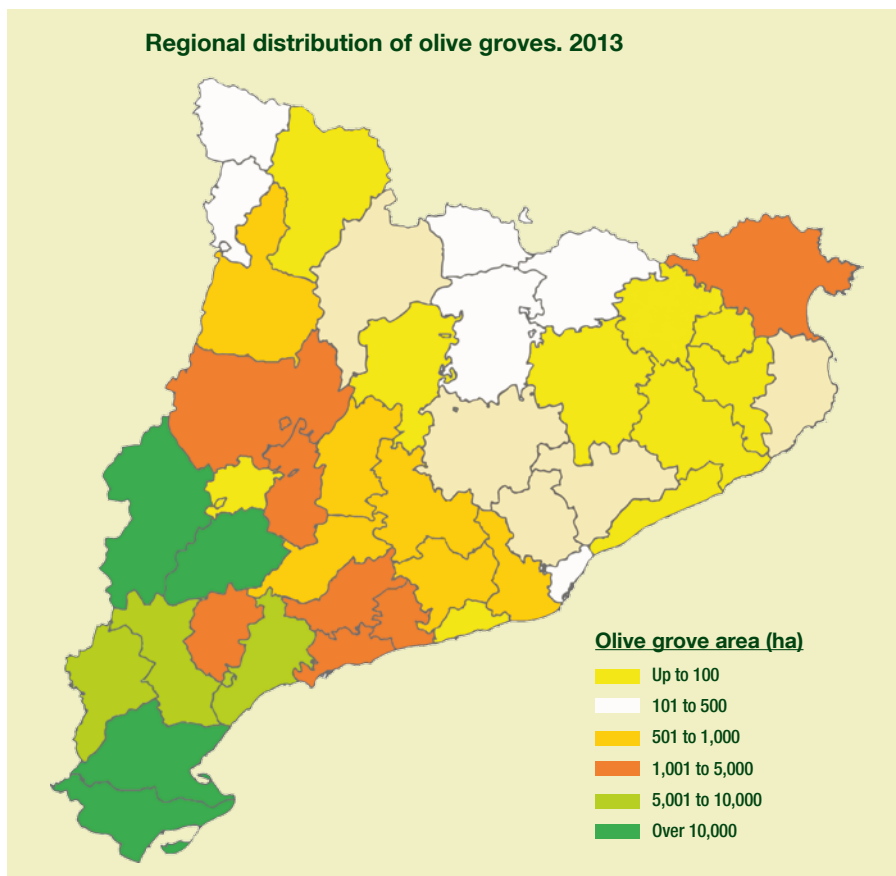 Regional distribution of olive groves. 2013
Olive grove area (ha)
Up to 100
101 to 500
501 to 1,000
1,001 to 5,000
5,001 to 10,000
Over 10,000